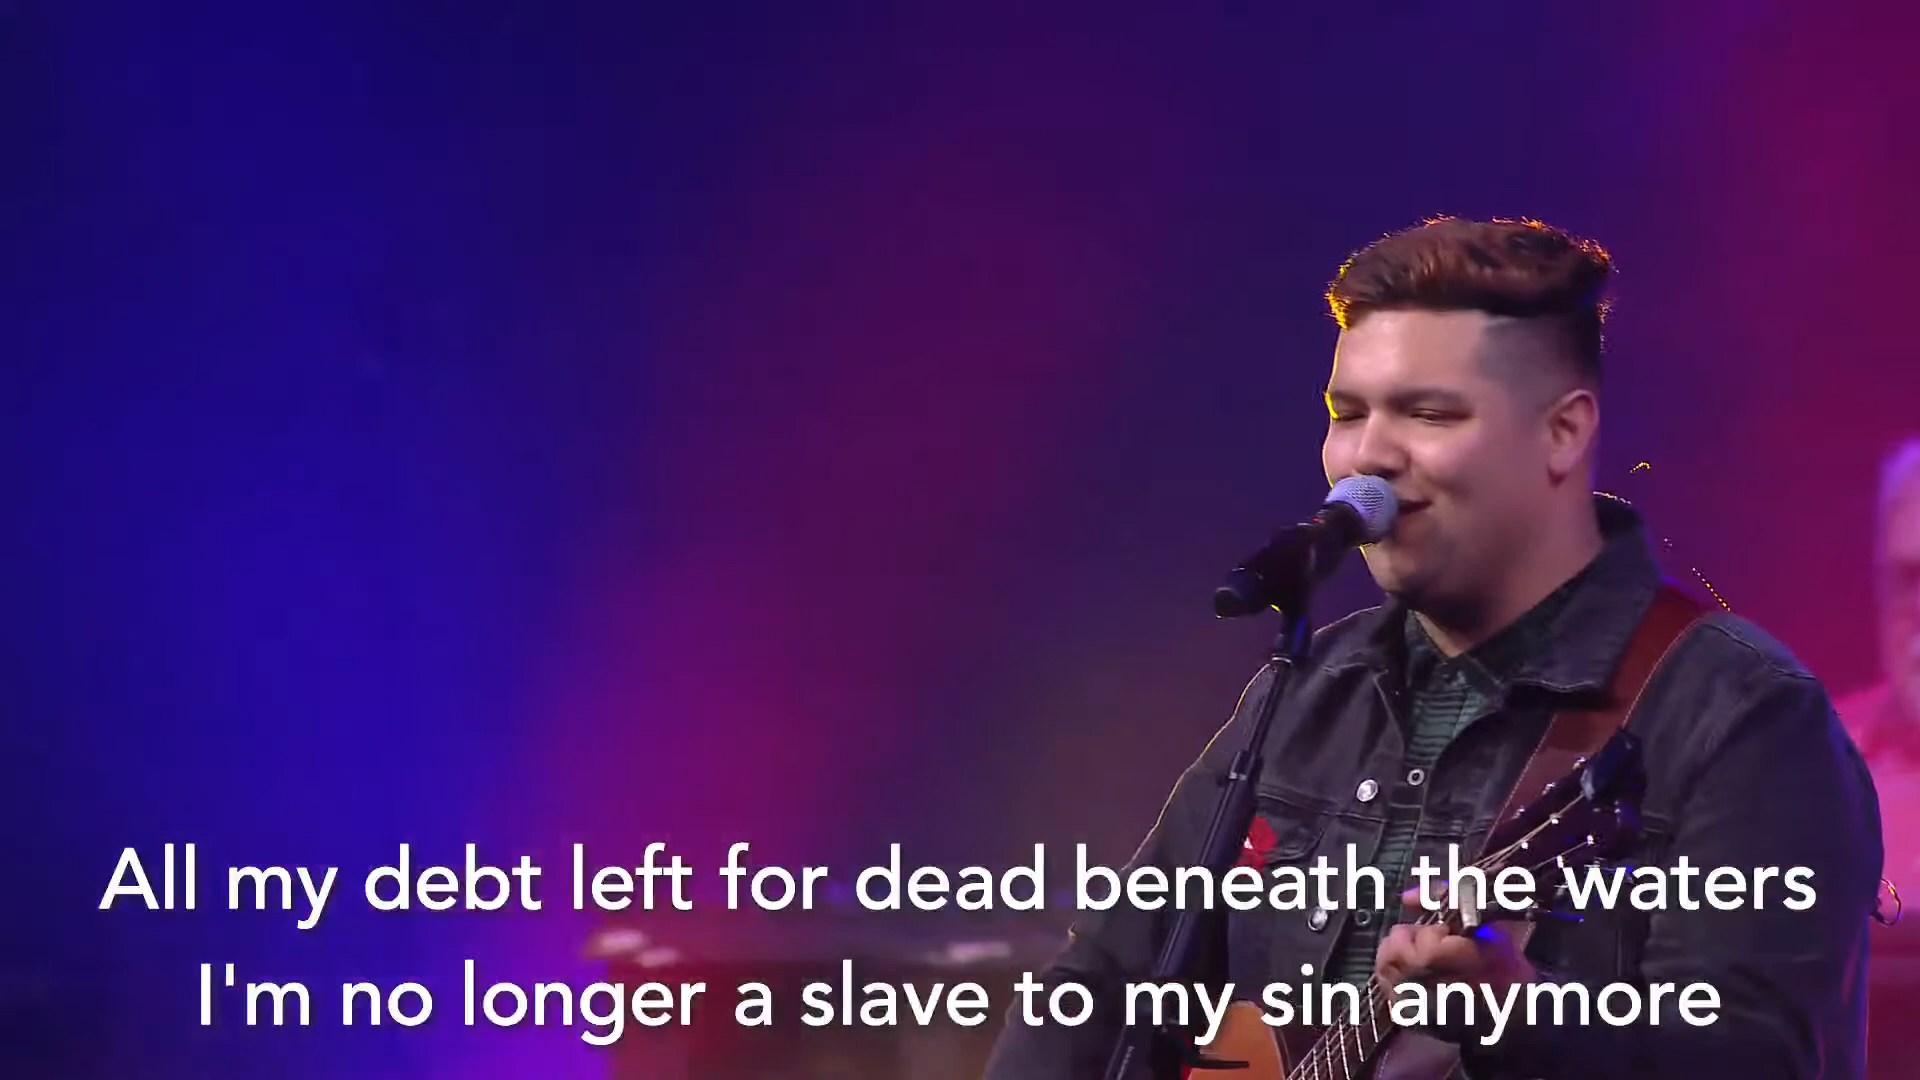 All my debt left for dead beneath the waters
I'm no longer a slave to my sin anymore